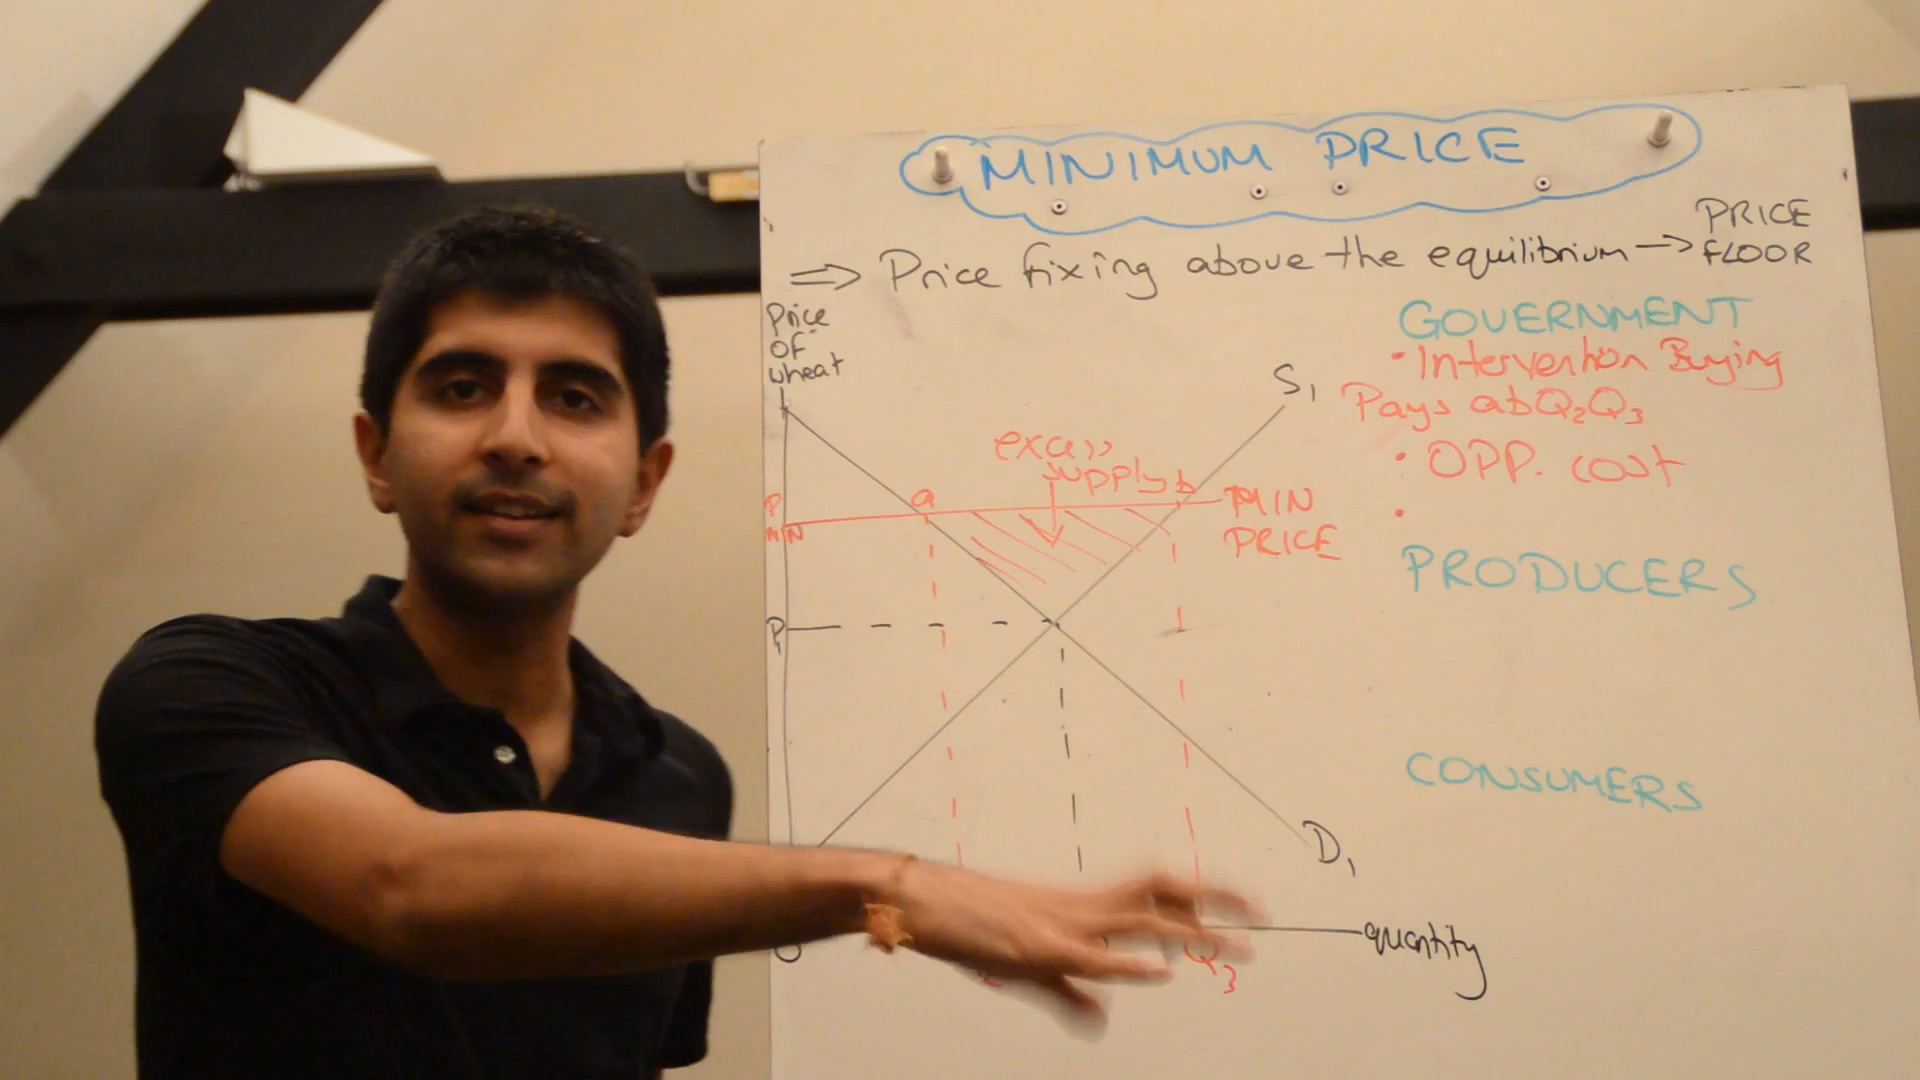 MINIMUM PRICE
⇒ Price fixing above the equilibrium → PRICE FLOOR
Price
OF
wheat
GOVERNMENT
• Intervention Buying
Pays abQ₂Q₃
• OPP. cost
•
PRODUCERS
CONSUMERS
S₁
excess
supply
a
b
P MIN
MIN
PRICE
P₁
D₁
O
Q₃
quantity